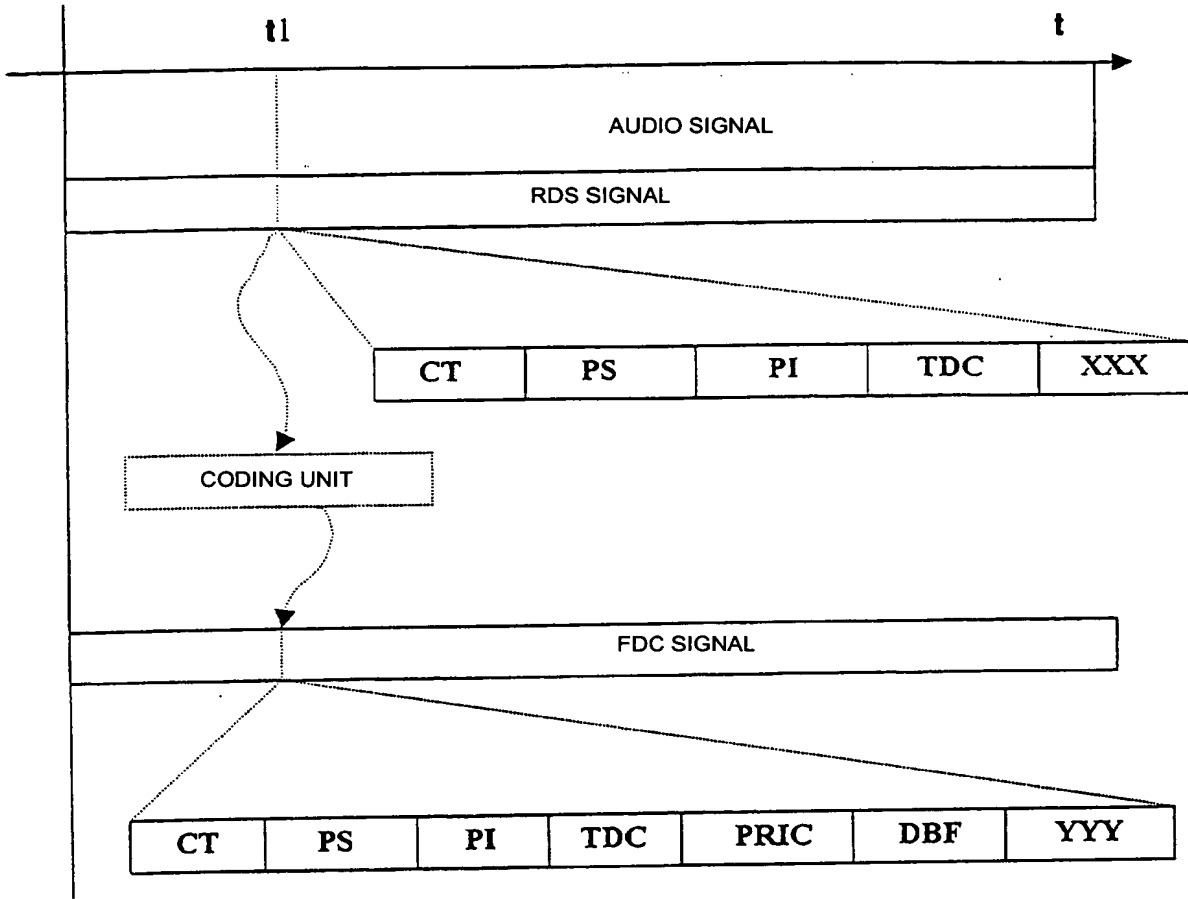 t1 t
AUDIO SIGNAL
RDS SIGNAL
CT PS PI TDC XXX
CODING UNIT
FDC SIGNAL
CT PS PI TDC PRIC DBF YYY